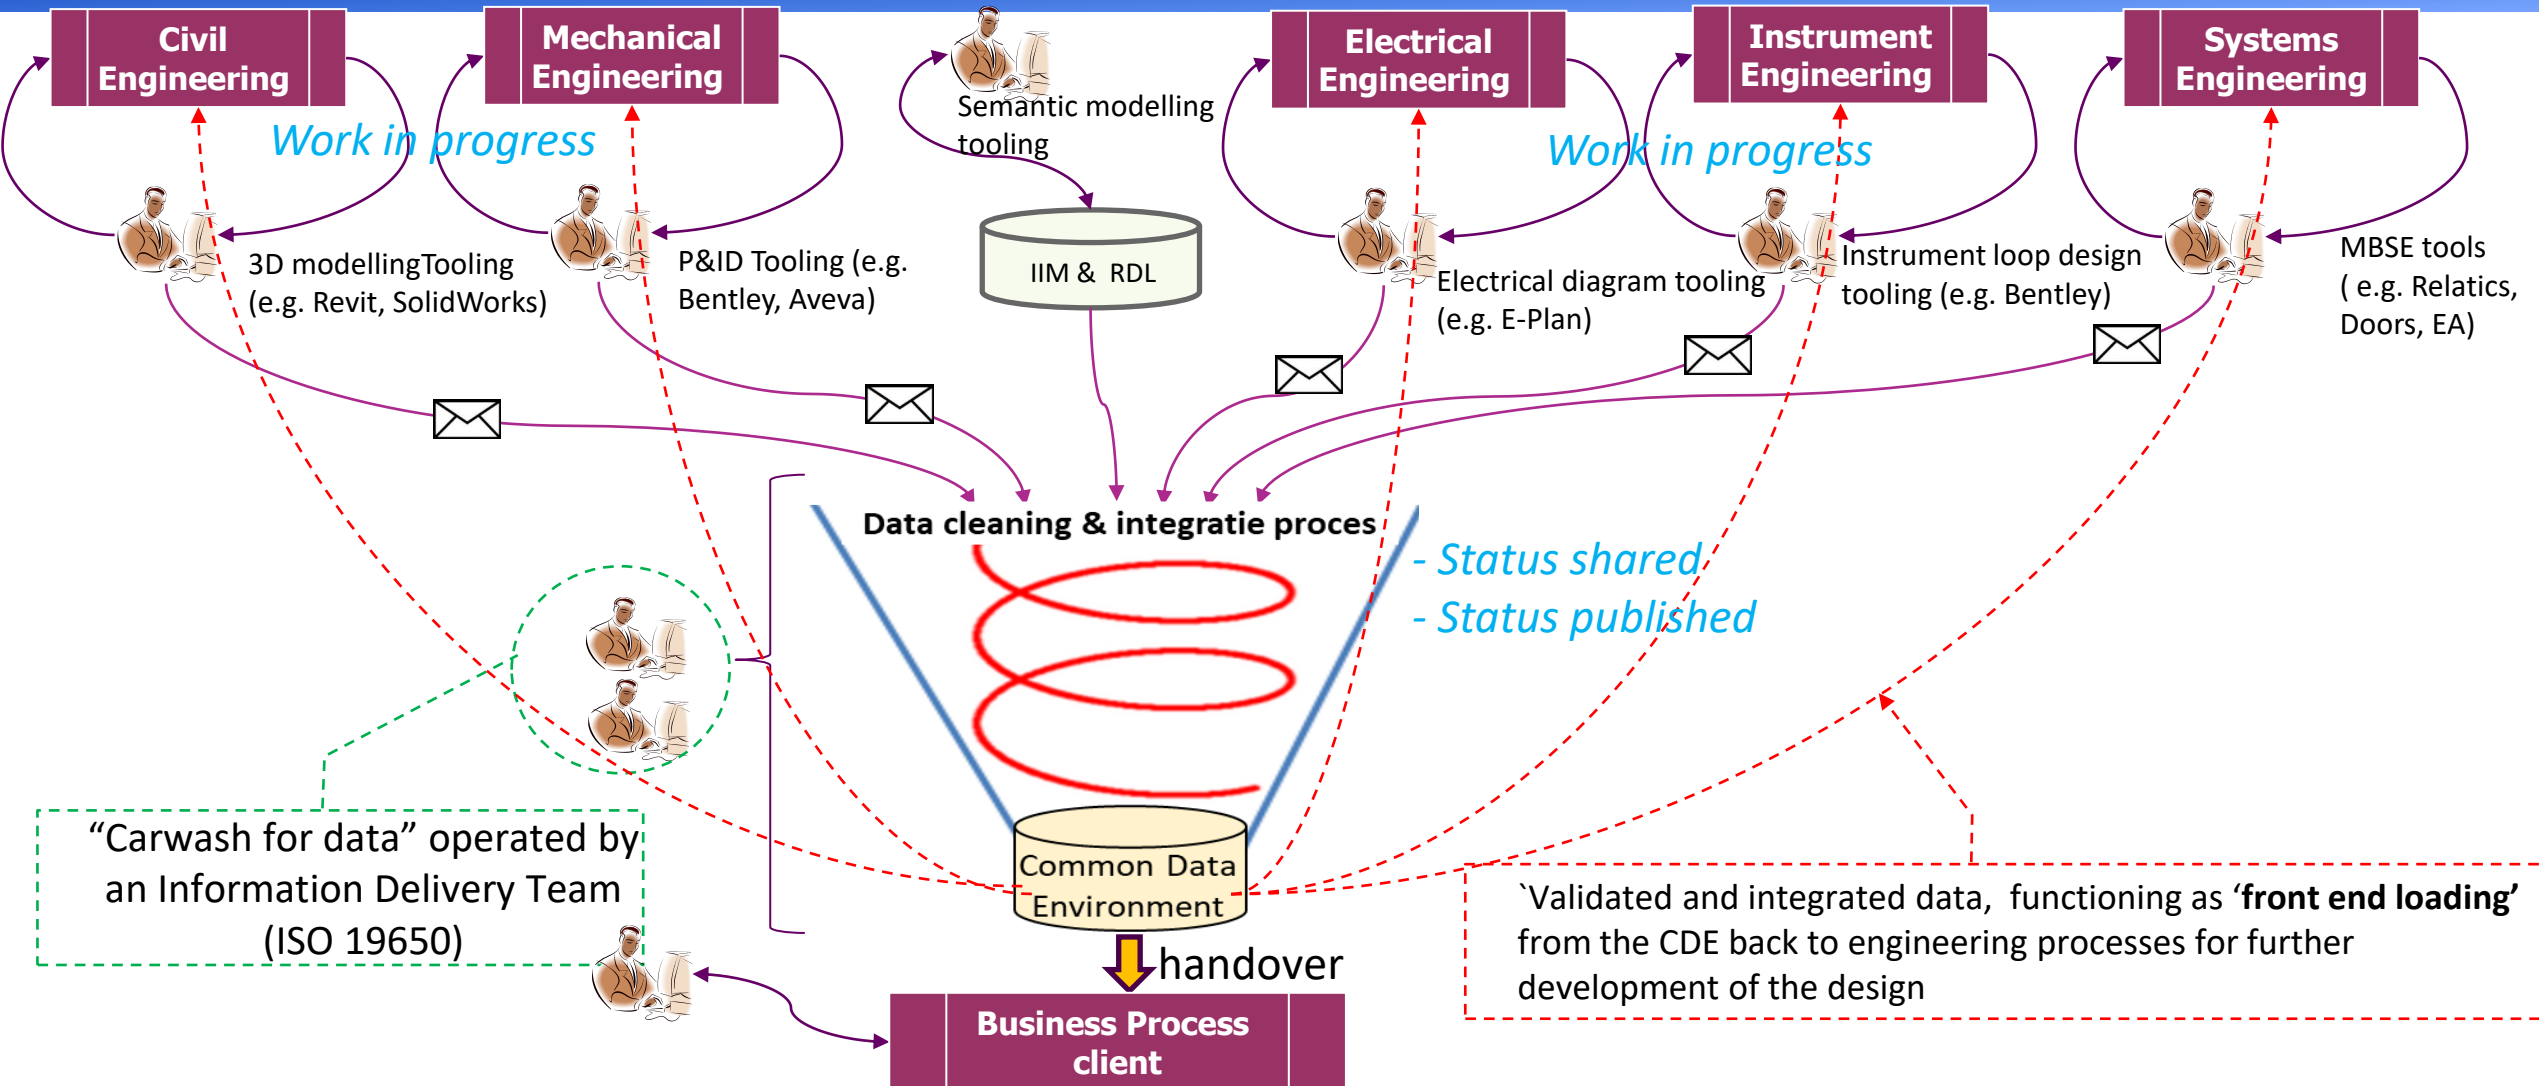 Civil
Engineering
Mechanical
Engineering
Semantic modelling
tooling
Electrical
Engineering
Instrument
Engineering
Systems
Engineering
Work in progress
Work in progress
3D modellingTooling
(e.g. Revit, SolidWorks)
P&ID Tooling (e.g.
Bentley, Aveva)
IIM & RDL
Electrical diagram tooling
(e.g. E-Plan)
Instrument loop design
tooling (e.g. Bentley)
MBSE tools
( e.g. Relatics,
Doors, EA)
Data cleaning & integratie proces
- Status shared
- Status published
“Carwash for data” operated by
an Information Delivery Team
(ISO 19650)
Common Data
Environment
`Validated and integrated data, functioning as ‘front end loading’
from the CDE back to engineering processes for further
development of the design
handover
Business Process
client